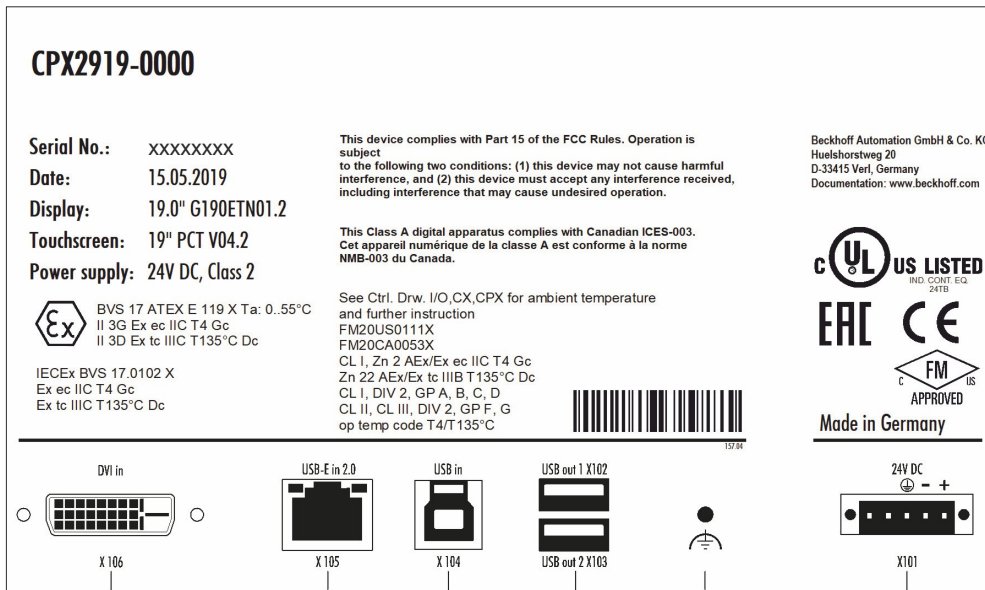 CPX2919-0000
Serial No.: XXXXXXXX
Date: 15.05.2019
Display: 19.0" G190ETN01.2
Touchscreen: 19" PCT V04.2
Power supply: 24V DC, Class 2
Ex
BVS 17 ATEX E 119 X Ta: 0..55°C
II 3G Ex ec IIC T4 Gc
II 3D Ex tc IIIC T135°C Dc
IECEx BVS 17.0102 X
Ex ec IIC T4 Gc
Ex tc IIIC T135°C Dc
This device complies with Part 15 of the FCC Rules. Operation is
subject
to the following two conditions: (1) this device may not cause harmful
interference, and (2) this device must accept any interference received,
including interference that may cause undesired operation.
This Class A digital apparatus complies with Canadian ICES-003.
Cet appareil numérique de la classe A est conforme à la norme
NMB-003 du Canada.
See Ctrl. Drw. I/O,CX,CPX for ambient temperature
and further instruction
FM20US0111X
FM20CA0053X
CL I, Zn 2 AEx/Ex ec IIC T4 Gc
Zn 22 AEx/Ex tc IIIB T135°C Dc
CL I, DIV 2, GP A, B, C, D
CL II, CL III, DIV 2, GP F, G
op temp code T4/T135°C
157.04
Beckhoff Automation GmbH & Co. KG
Huelshorstweg 20
D-33415 Verl, Germany
Documentation: www.beckhoff.com
C UL US LISTED
IND. CONT. EQ.
24TB
EAC CE
C FM US
APPROVED
Made in Germany
DVI in
X 106
USB-E in 2.0
X 105
USB in
X 104
USB out 1 X102
USB out 2 X103
24V DC
- +
X101